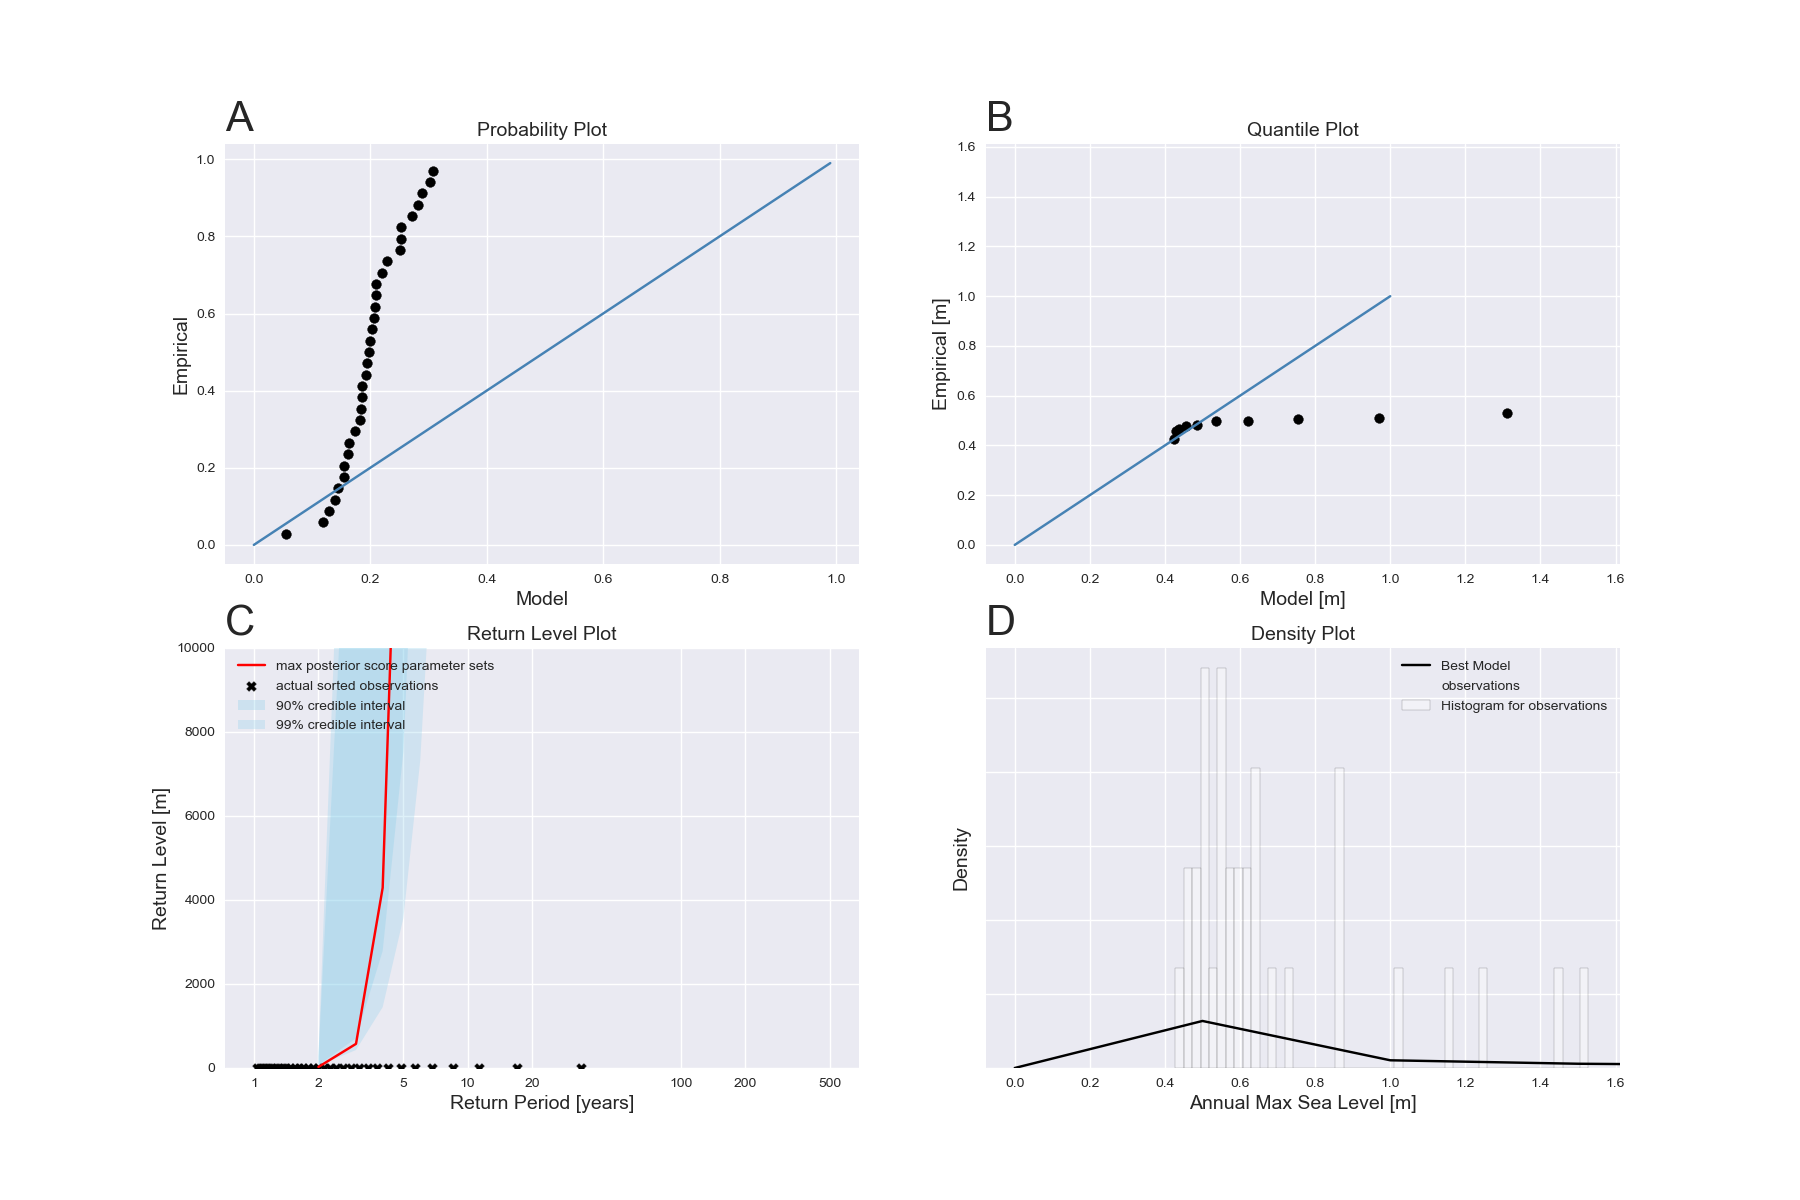 A
Probability Plot
1.0
0.8
0.6
0.4
0.2
0.0
Empirical
0.0 0.2 0.4 0.6 0.8 1.0
Model
B
Quantile Plot
1.6
1.4
1.2
1.0
0.8
0.6
0.4
0.2
0.0
Empirical [m]
0.0 0.2 0.4 0.6 0.8 1.0 1.2 1.4 1.6
Model [m]
C
Return Level Plot
10000
8000
6000
4000
2000
0
Return Level [m]
max posterior score parameter sets
actual sorted observations
90% credible interval
99% credible interval
1 2 5 10 20 100 200 500
Return Period [years]
D
Density Plot
Density
Best Model
observations
Histogram for observations
0.0 0.2 0.4 0.6 0.8 1.0 1.2 1.4 1.6
Annual Max Sea Level [m]